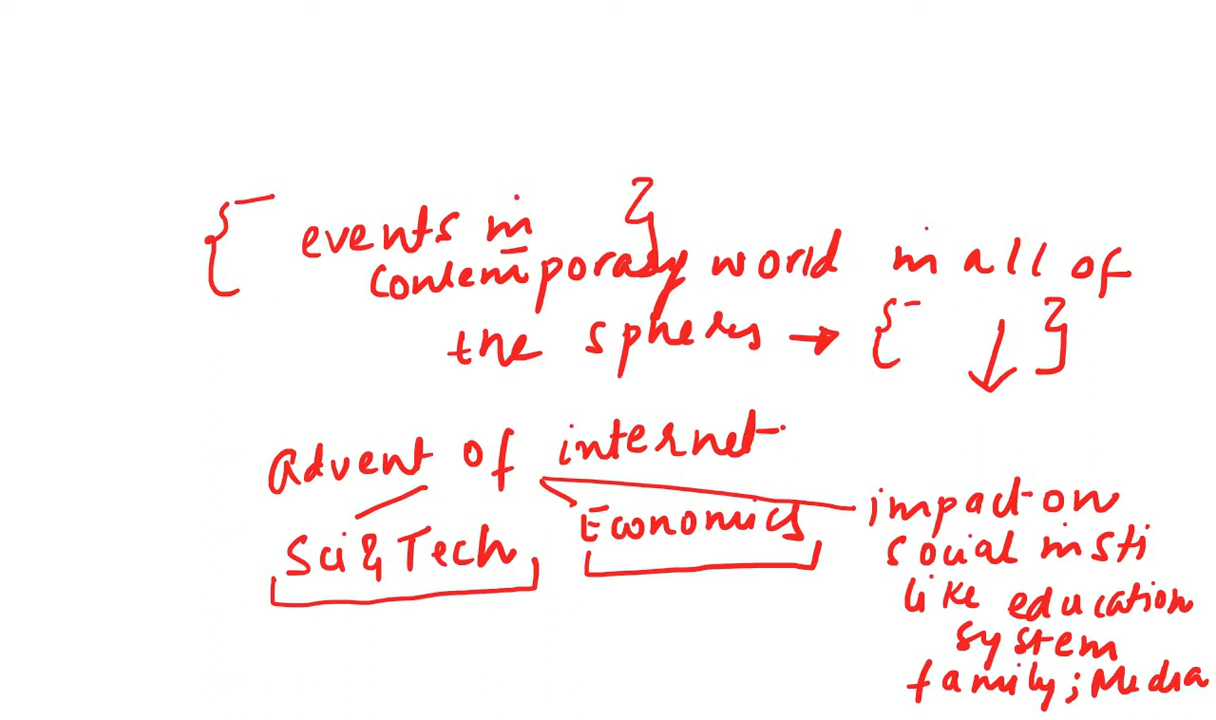 { events in }
contemporary world in all of
the spheres → { ↓ }
Advent of internet
Sci & Tech
Economics
impact on
social insti
like education
system
family; Media